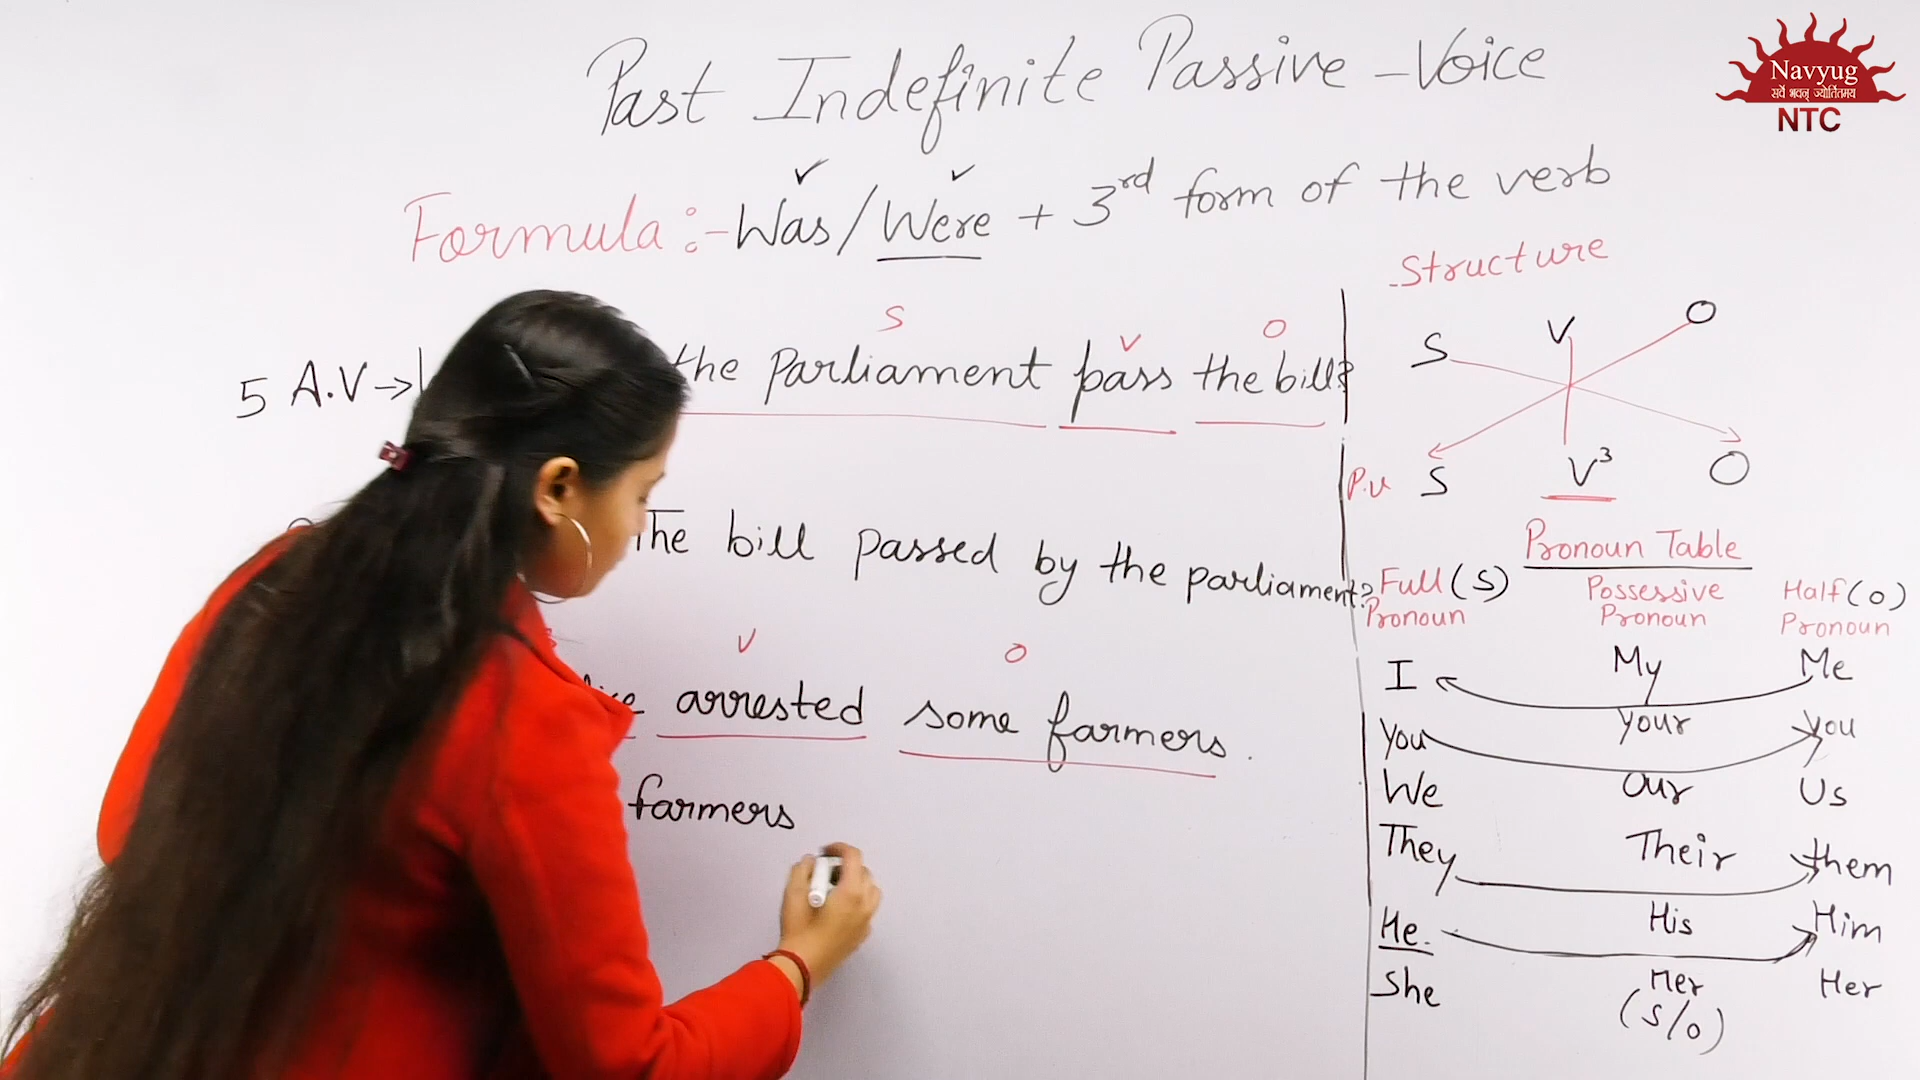 Past Indefinite Passive - Voice
Navyug
सर्वे भवन् ज्योर्तितमय
NTC
Formula :- Was / Were + 3rd form of the verb
Structure
S V O
5 A.V → the Parliament pass the bill?
S V O
P.V S V3 O
The bill passed by the parliament?
V O
arrested some farmers.
farmers
Pronoun Table
Full (S) Pronoun
Possessive Pronoun
Half (O) Pronoun
I My Me
You Your You
We Our Us
They Their them
He. His Him
She Her Her
(S/O)